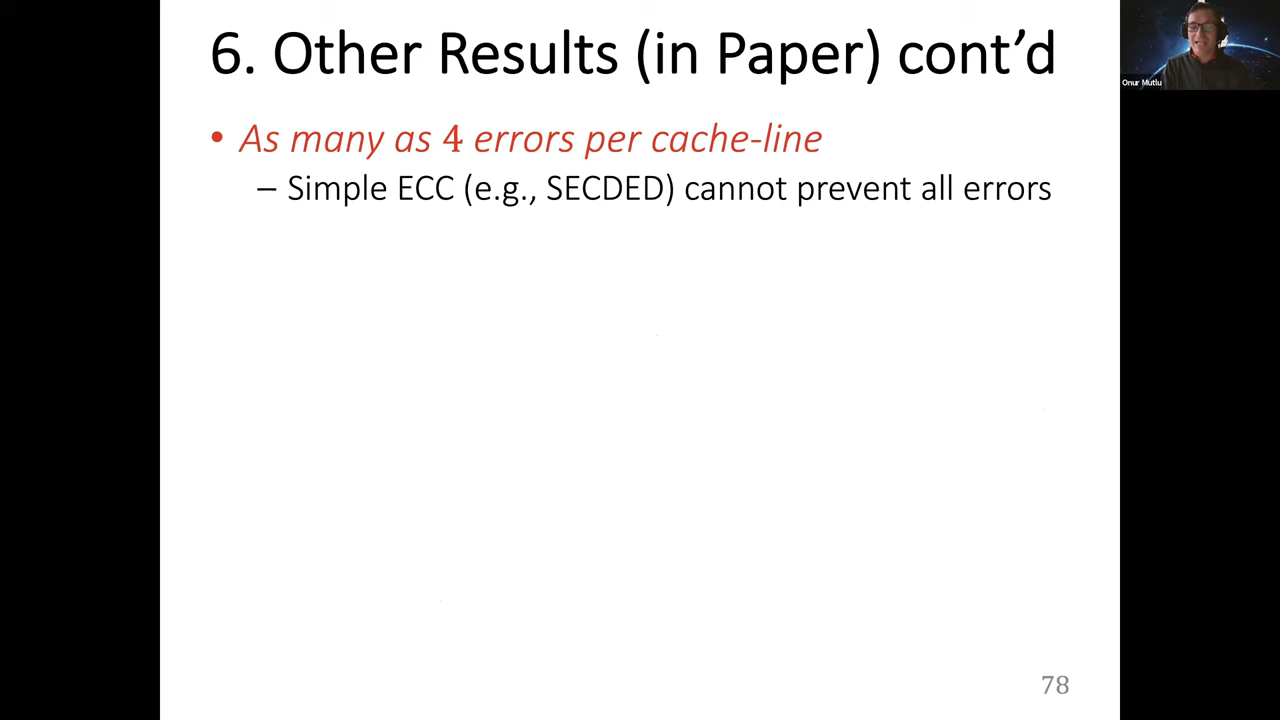 6. Other Results (in Paper) cont’d
Onur Mutlu
• As many as 4 errors per cache-line
– Simple ECC (e.g., SECDED) cannot prevent all errors
78